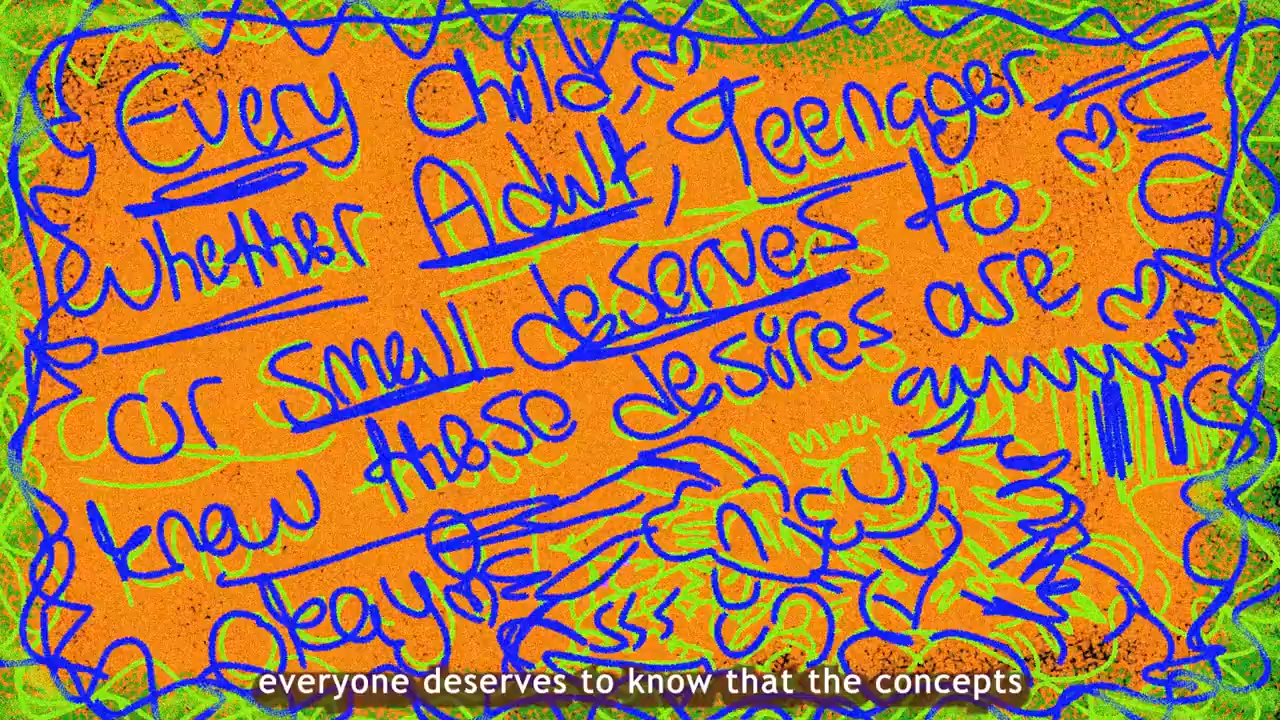 Every Child,
whether Adult, Teenager
or small deserves to
know these desires are
okay
mwa
everyone deserves to know that the concepts